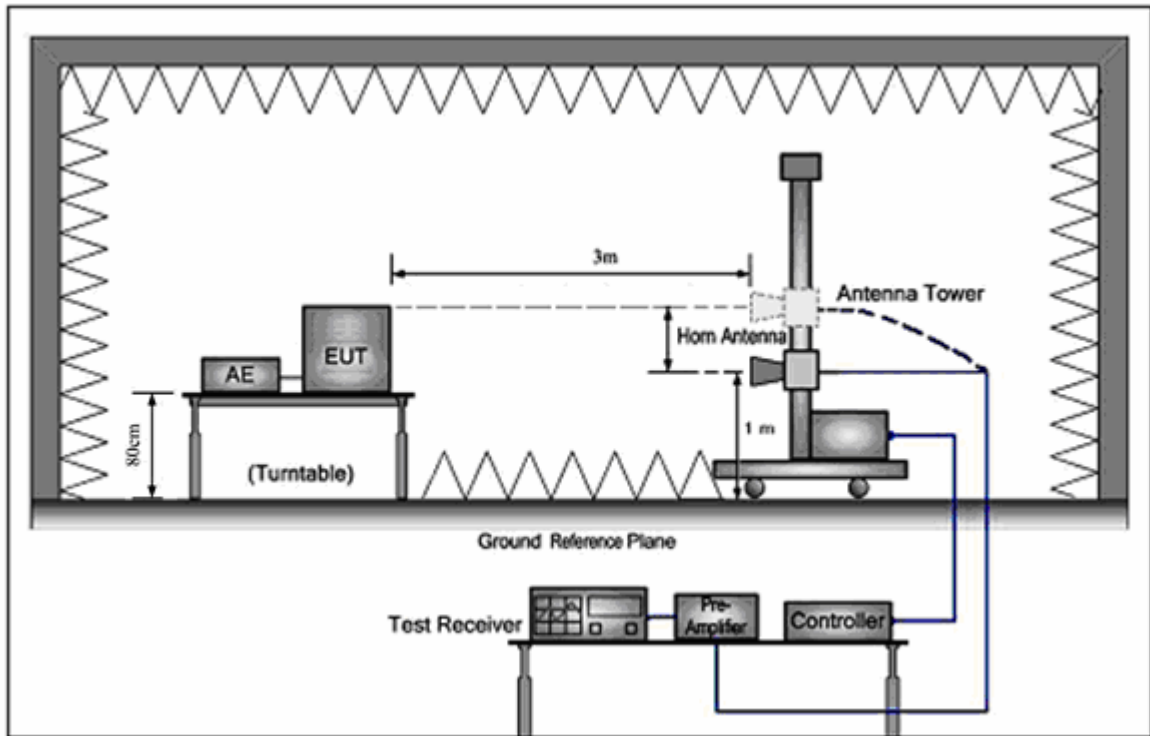 3m
Antenna Tower
Horn Antenna
EUT
AE
80cm
1 m
(Turntable)
Ground Reference Plane
Test Receiver
Pre-
Amplifier
Controller